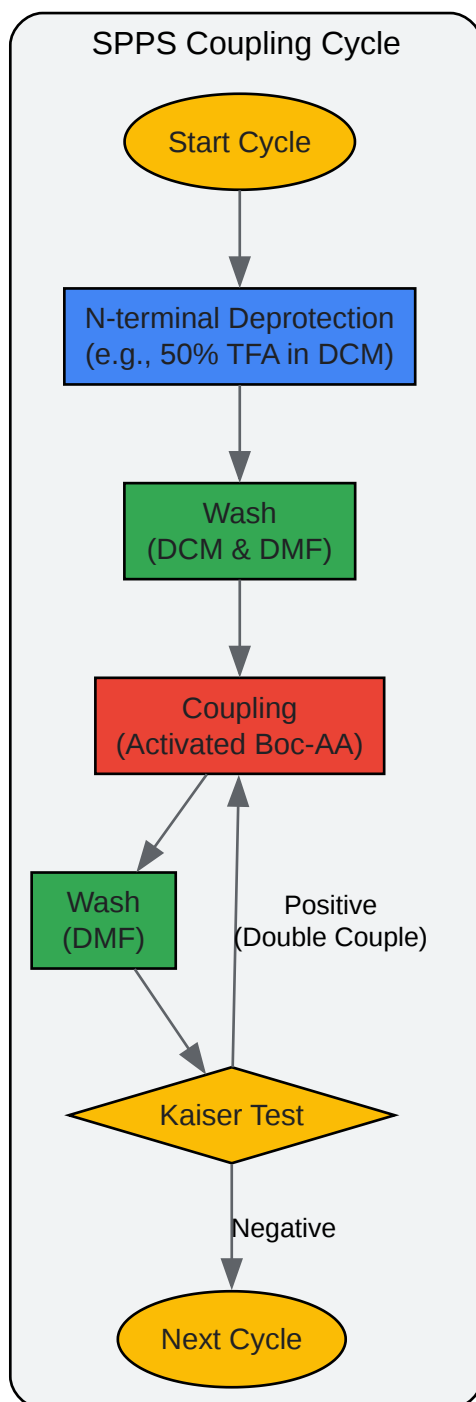 SPPS Coupling Cycle
Start Cycle
N-terminal Deprotection
(e.g., 50% TFA in DCM)
Wash
(DCM & DMF)
Coupling
(Activated Boc-AA)
Wash
(DMF)
Positive
(Double Couple)
Kaiser Test
Negative
Next Cycle